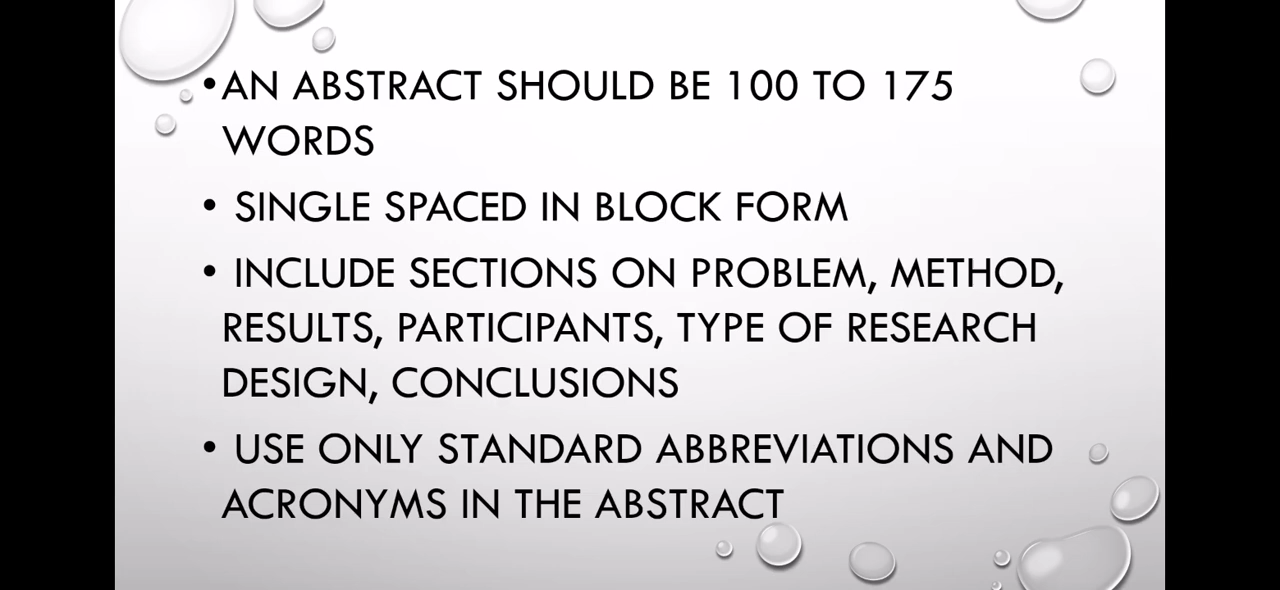 •AN ABSTRACT SHOULD BE 100 TO 175
WORDS
• SINGLE SPACED IN BLOCK FORM
• INCLUDE SECTIONS ON PROBLEM, METHOD,
RESULTS, PARTICIPANTS, TYPE OF RESEARCH
DESIGN, CONCLUSIONS
• USE ONLY STANDARD ABBREVIATIONS AND
ACRONYMS IN THE ABSTRACT